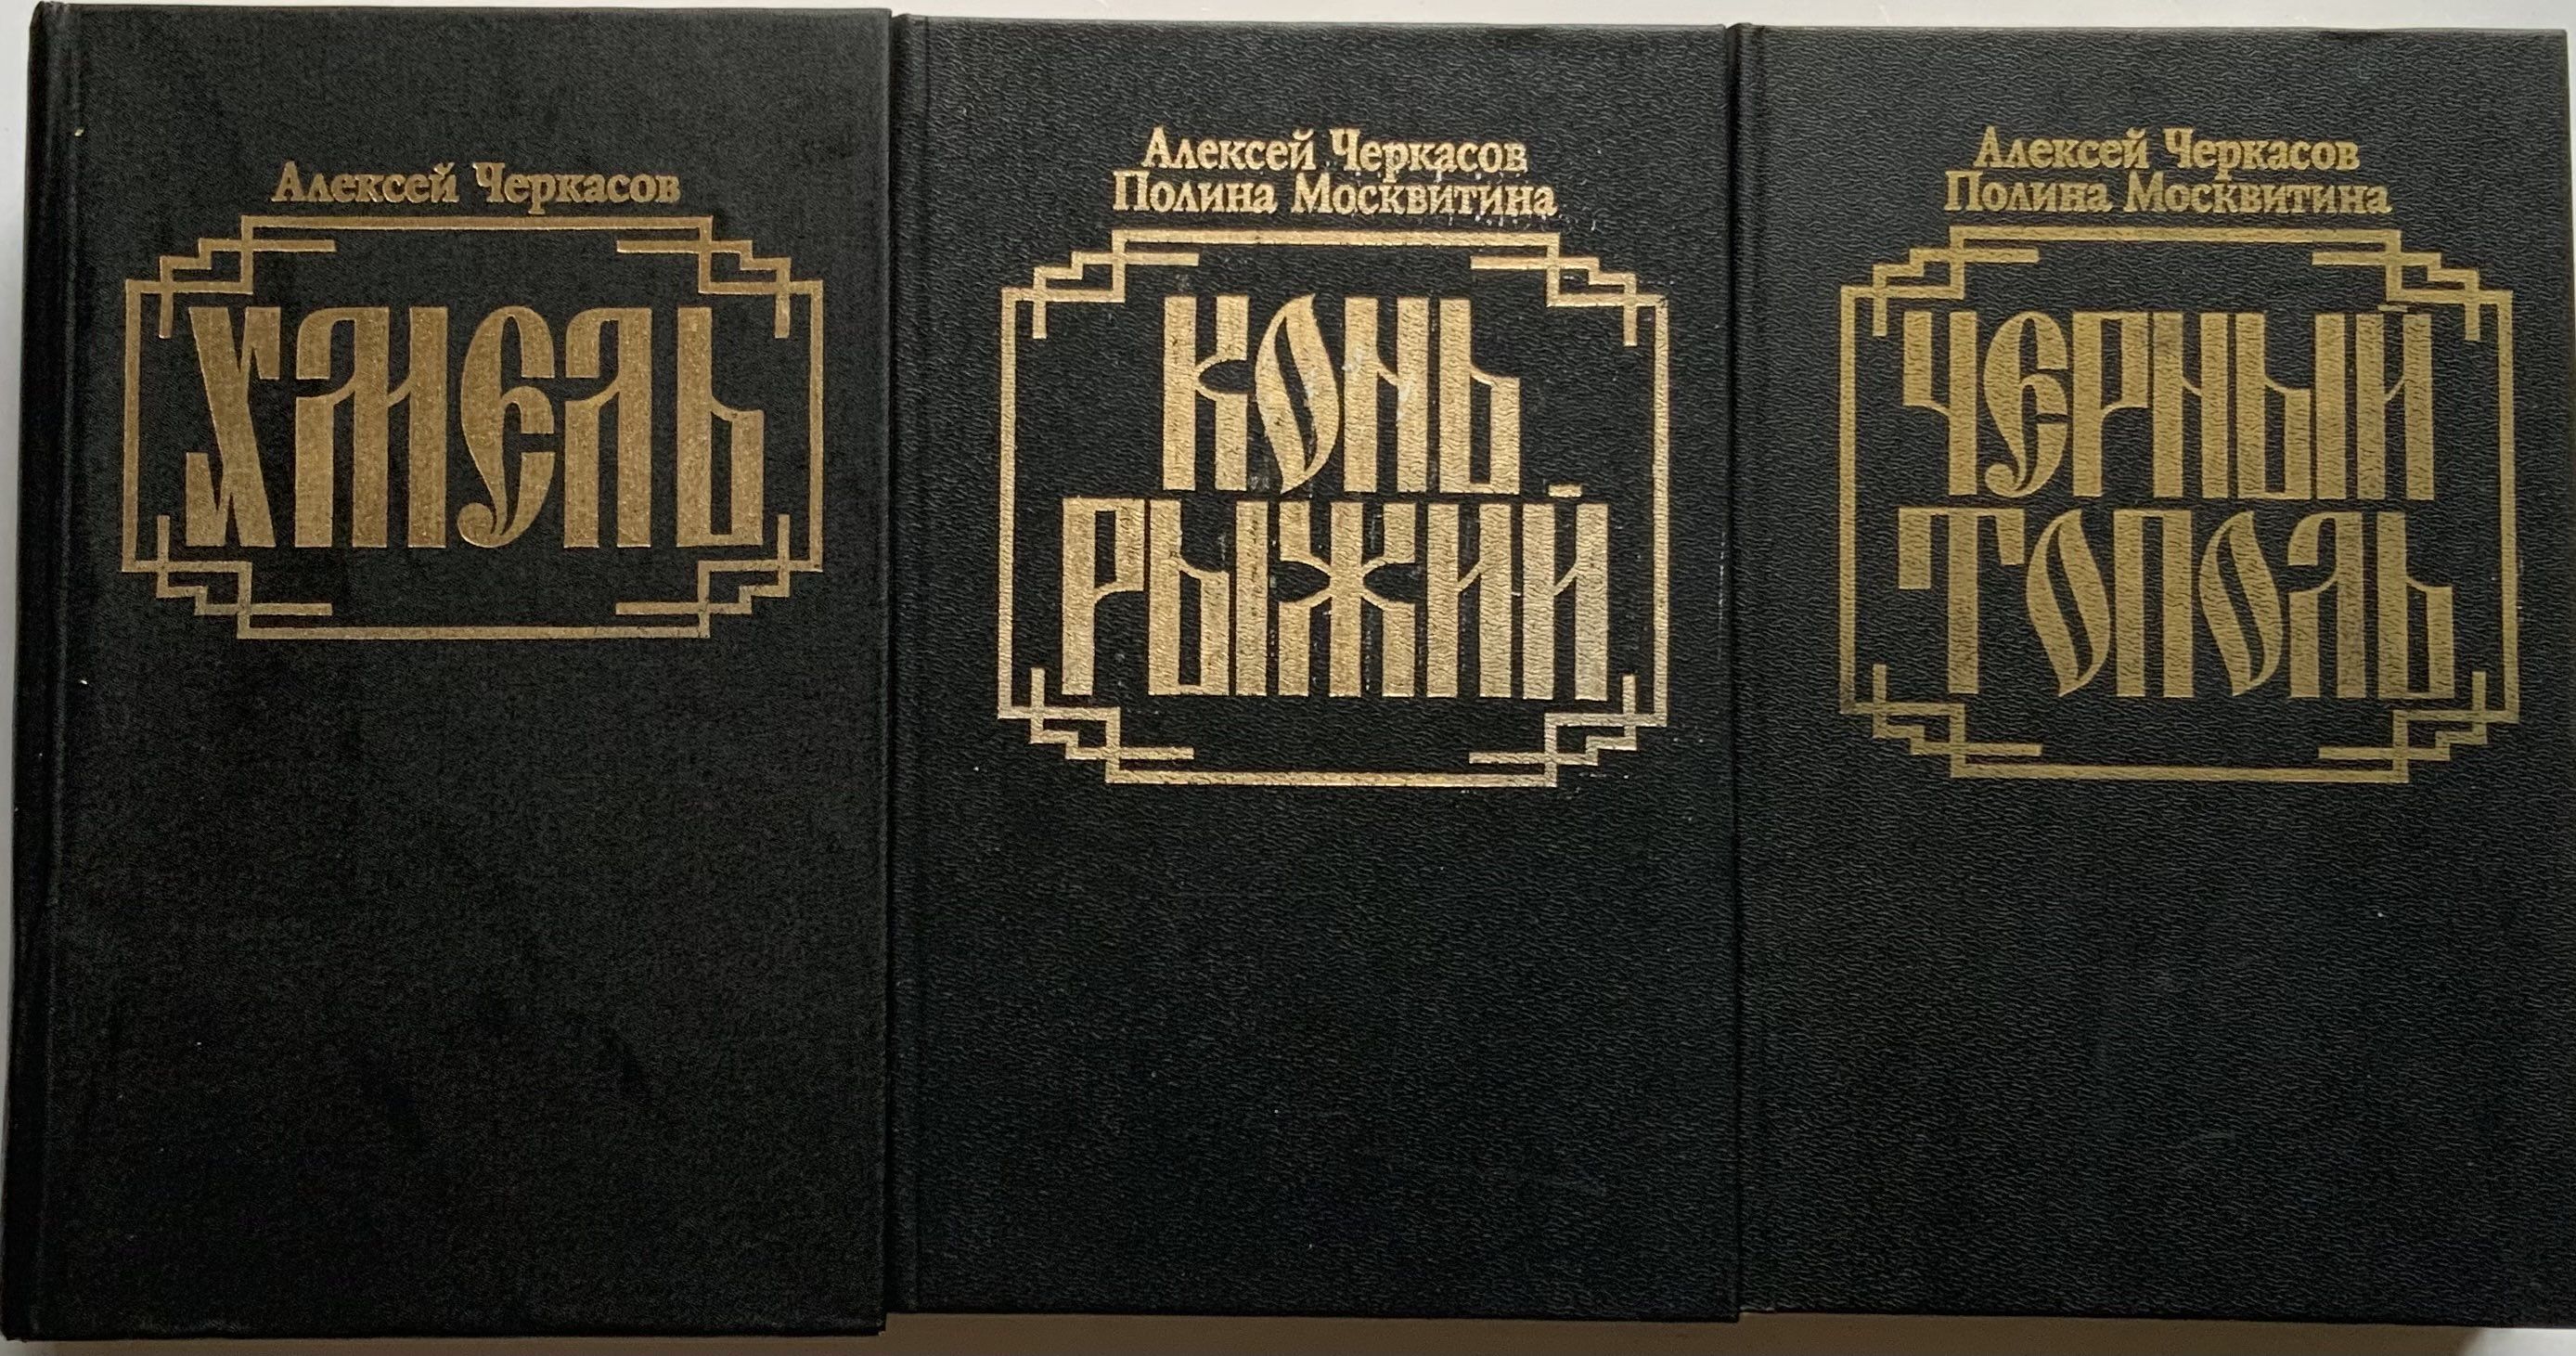 Алексей Черкасов
ХМЕЛЬ
Алексей Черкасов
Полина Москвитина
КОНЬ
РЫЖИЙ
Алексей Черкасов
Полина Москвитина
ЧЕРНЫЙ
ТОПОЛЬ